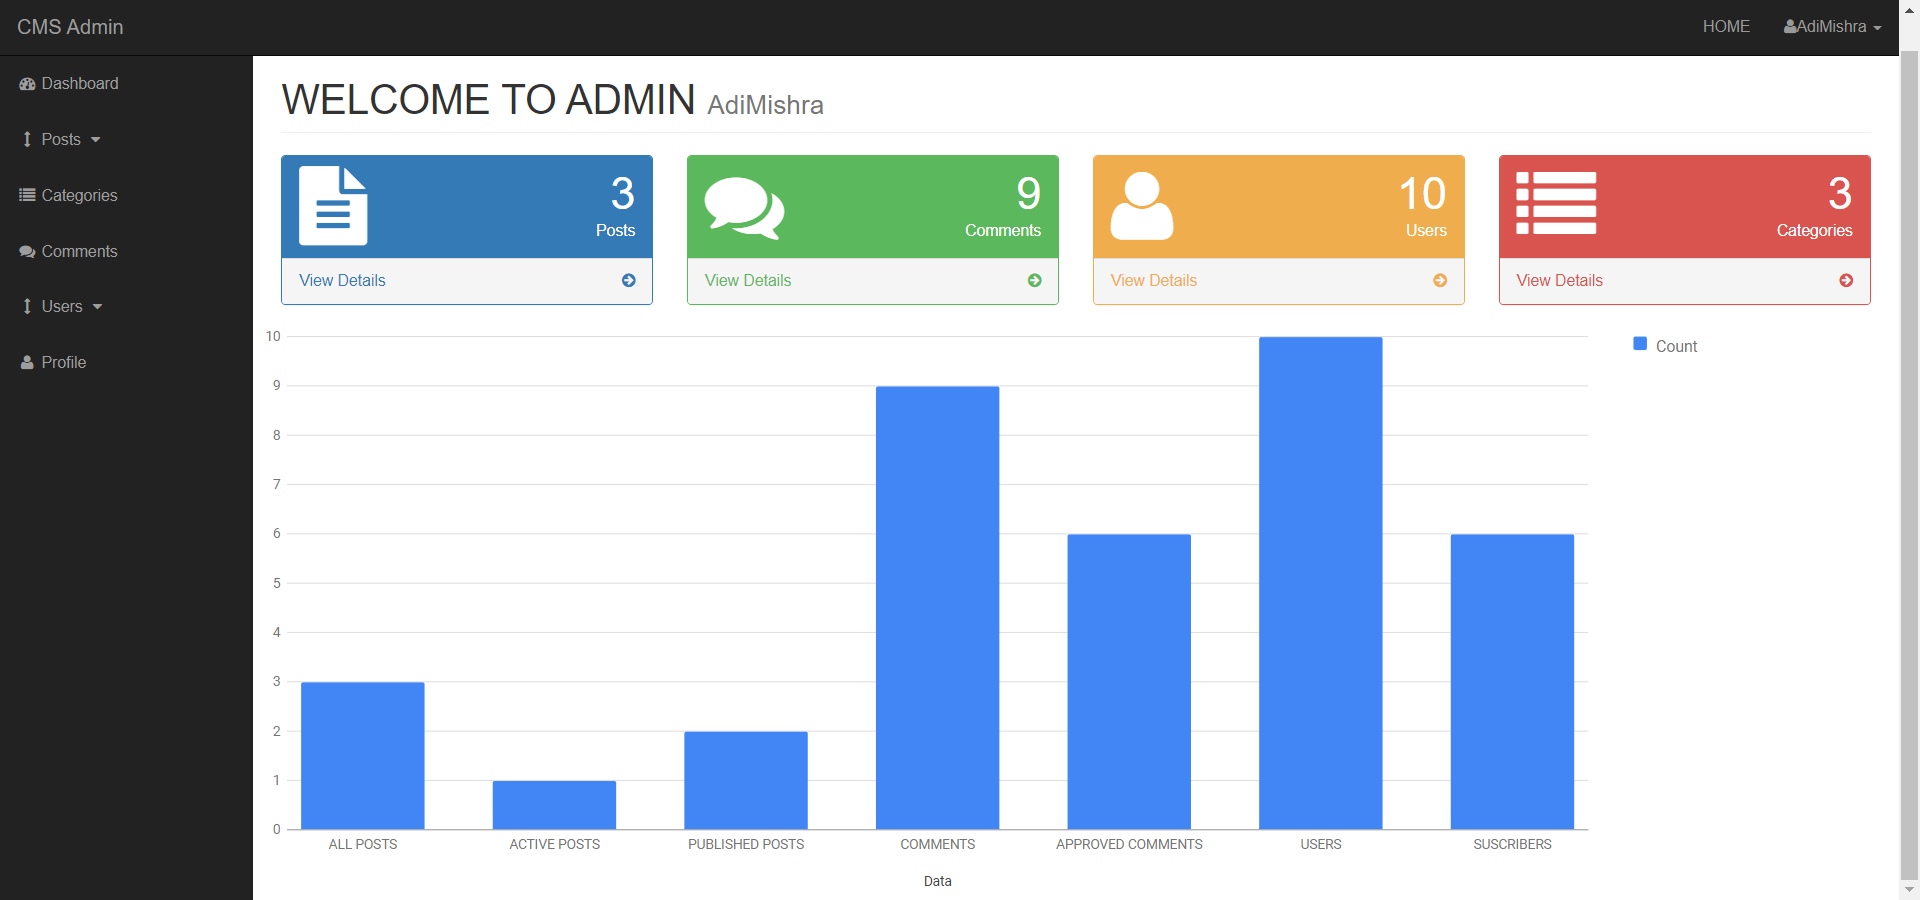 CMS Admin
HOME
AdiMishra
Dashboard
Posts
Categories
Comments
Users
Profile
WELCOME TO ADMIN AdiMishra
3
Posts
View Details
9
Comments
View Details
10
Users
View Details
3
Categories
View Details
10
9
8
7
6
5
4
3
2
1
0
ALL POSTS
ACTIVE POSTS
PUBLISHED POSTS
COMMENTS
APPROVED COMMENTS
USERS
SUSCRIBERS
Data
Count